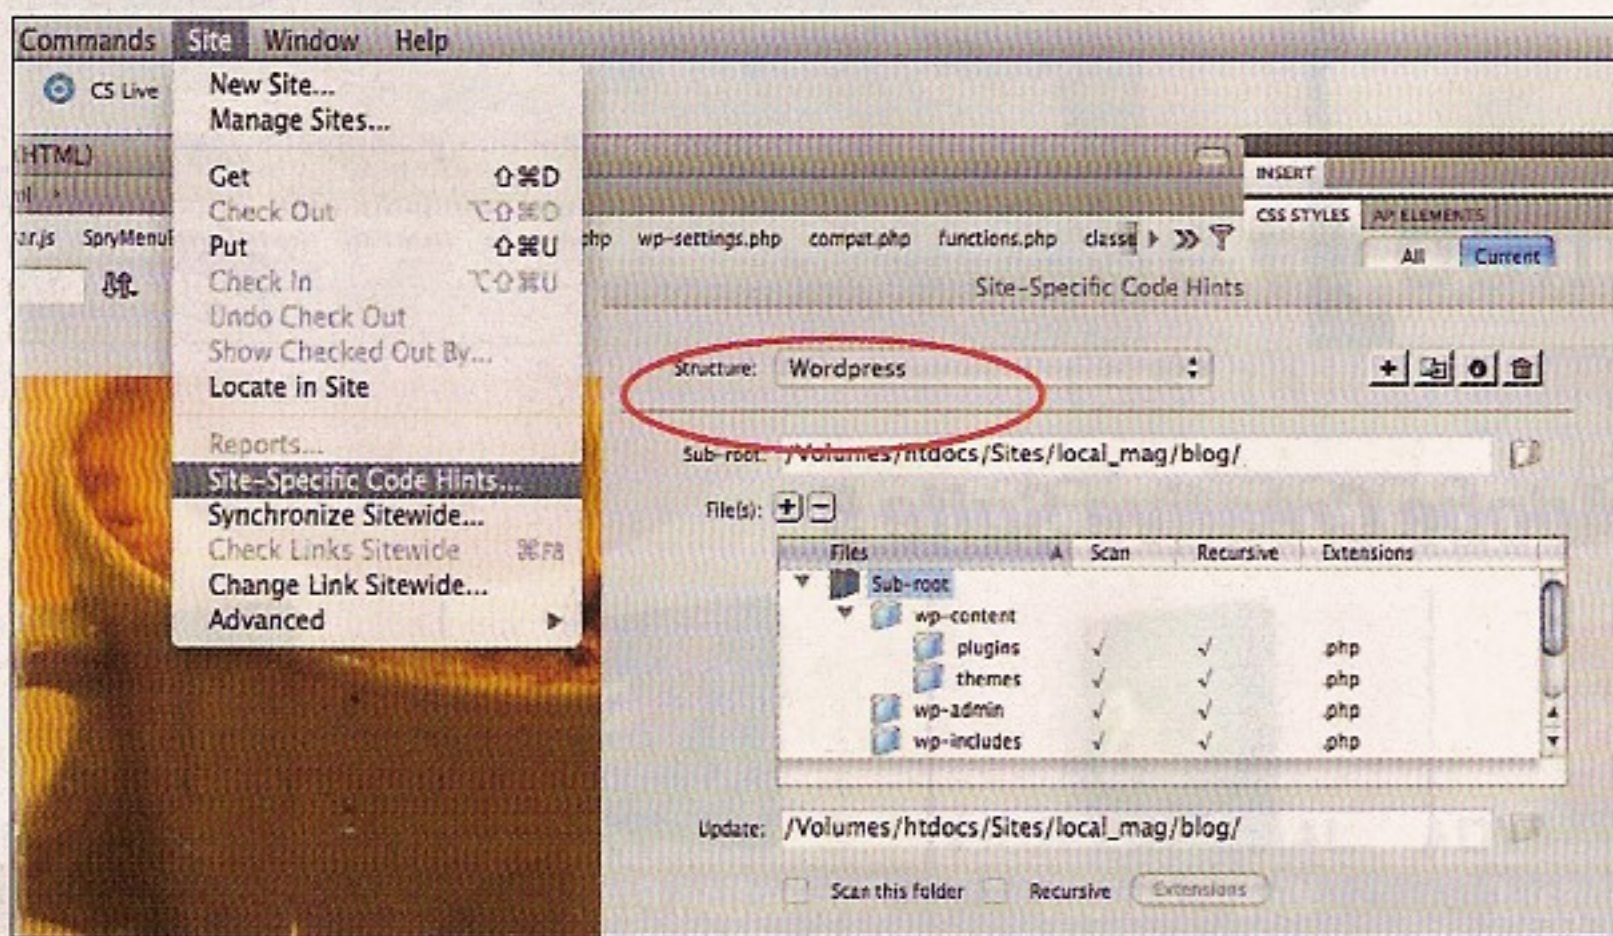 Commands Site Window Help
CS Live
New Site...
Manage Sites...
HTML)
Get ⇧⌘D
Check Out ⌥⇧⌘D
Put ⇧⌘U
Check In ⌥⇧⌘U
Undo Check Out
Show Checked Out By...
Locate in Site
Reports...
Site-Specific Code Hints...
Synchronize Sitewide...
Check Links Sitewide ⌘F8
Change Link Sitewide...
Advanced
INSERT
CSS STYLES AP ELEMENTS
All Current
ar.js SpryMenu php wp-settings.php compat.php functions.php classe
Site-Specific Code Hints
Structure: Wordpress
Sub-root: /Volumes/htdocs/Sites/local_mag/blog/
File(s):
Files Scan Recursive Extensions
Sub-root
wp-content
plugins √ √ .php
themes √ √ .php
wp-admin √ √ .php
wp-includes √ √ .php
Update: /Volumes/htdocs/Sites/local_mag/blog/
Scan this folder Recursive Extensions